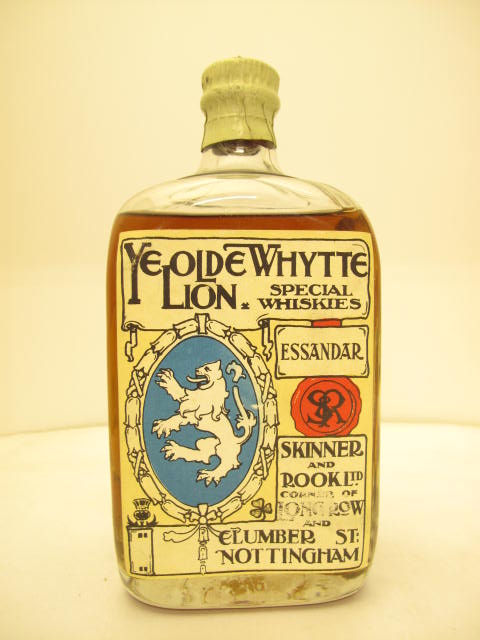 YE OLDE WHYTTE
LION. SPECIAL
WHISKIES
ESSANDAR
SR
SKINNER
AND
ROOK LTD
CORNER OF
LONG ROW
AND
CLUMBER ST:
NOTTINGHAM